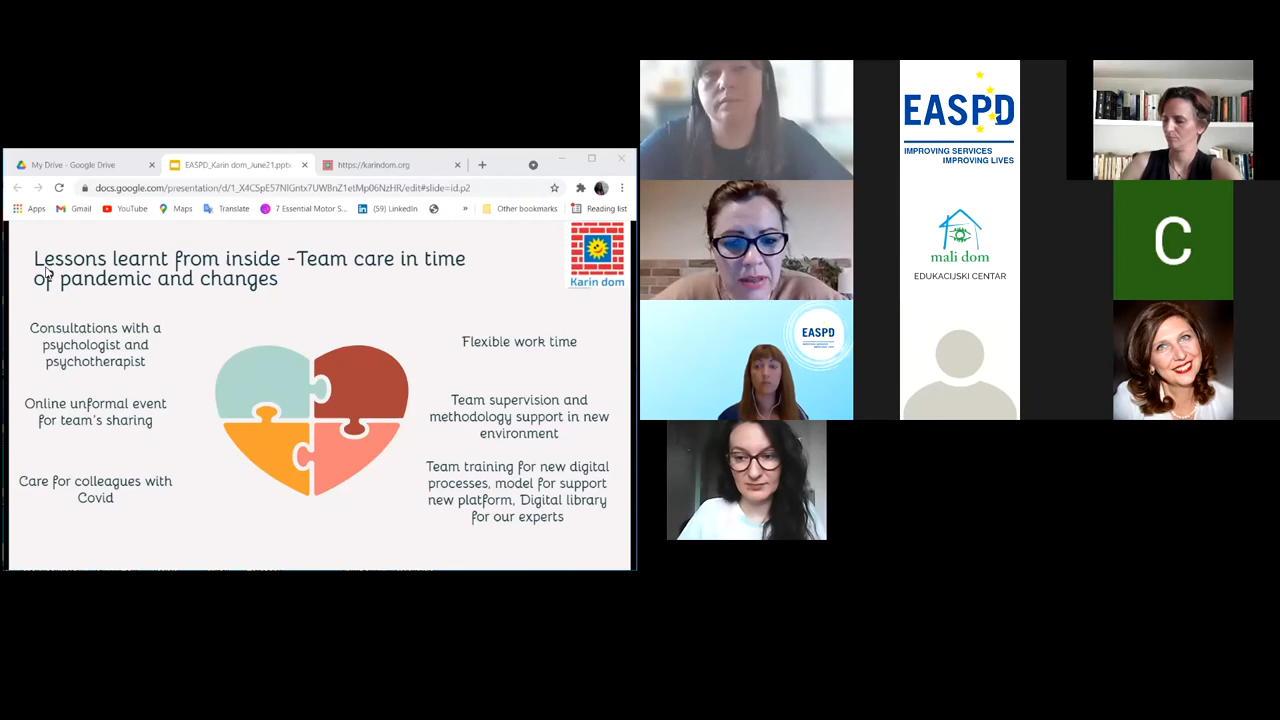 My Drive - Google Drive
EASPD_Karin dom_June21.pptx
https://karindom.org
docs.google.com/presentation/d/1_X4CSpE57NlGntx7UWBnZ1etMp06NzHR/edit#slide=id.p2
Apps
Gmail
YouTube
Maps
Translate
7 Essential Motor S...
(59) LinkedIn
»
Other bookmarks
Reading list
Lessons learnt from inside -Team care in time
of pandemic and changes
Karin dom
Consultations with a
psychologist and
psychotherapist
Online unformal event
for team's sharing
Care for colleagues with
Covid
Flexible work time
Team supervision and
methodology support in new
environment
Team training for new digital
processes, model for support
new platform, Digital library
for our experts
EASPD
IMPROVING SERVICES
IMPROVING LIVES
mali dom
EDUKACIJSKI CENTAR
C
EASPD